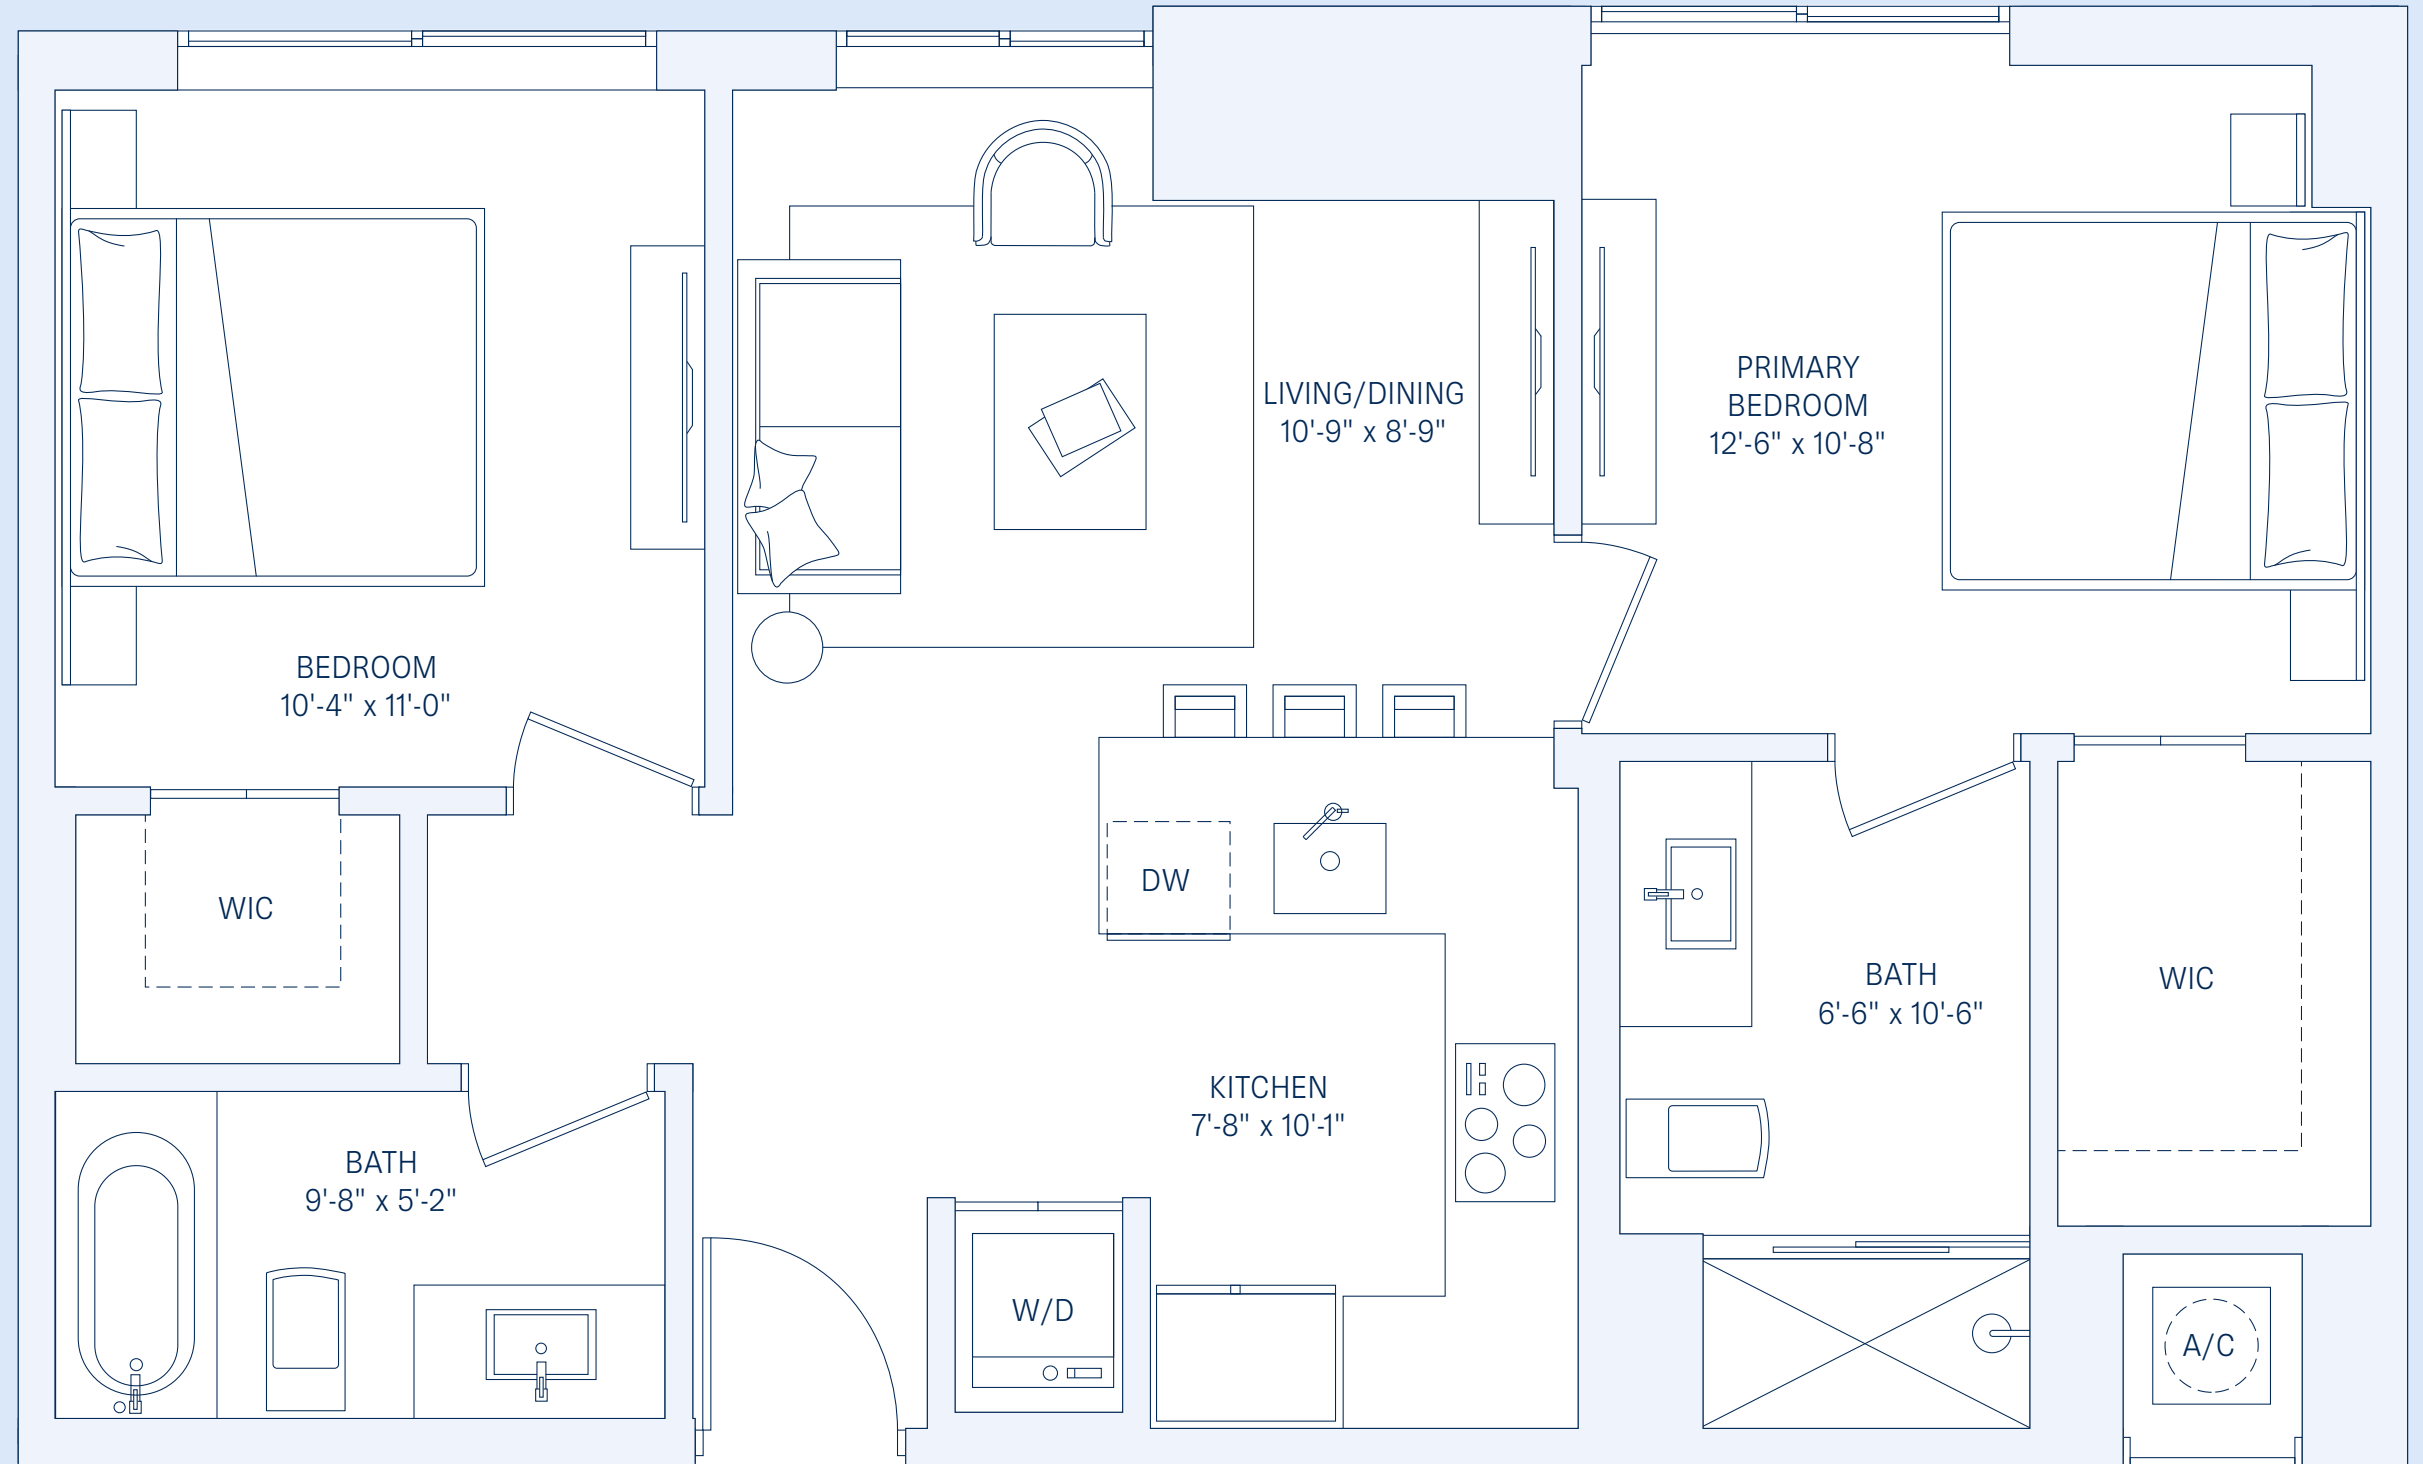 PRIMARY
BEDROOM
12'-6" x 10'-8"
LIVING/DINING
10'-9" x 8'-9"
BEDROOM
10'-4" x 11'-0"
WIC
DW
BATH
6'-6" x 10'-6"
WIC
KITCHEN
7'-8" x 10'-1"
BATH
9'-8" x 5'-2"
W/D
A/C